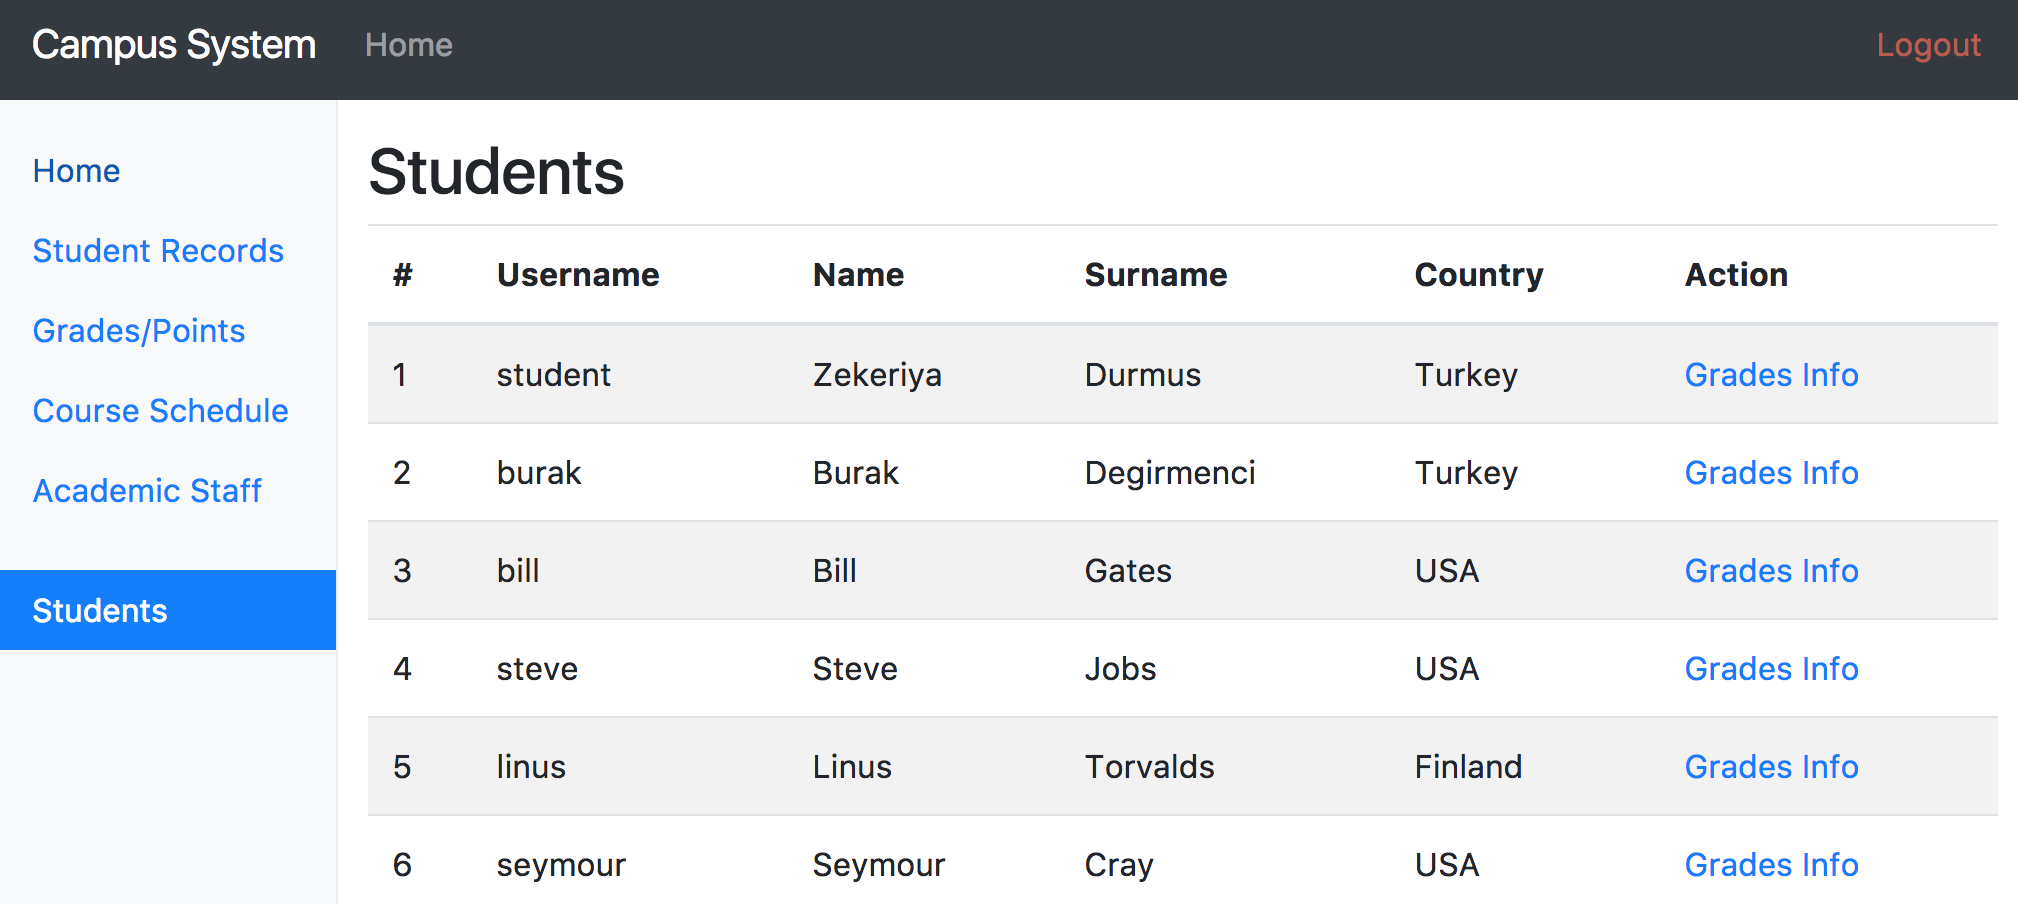 Campus System Home Logout
Home
Student Records
Grades/Points
Course Schedule
Academic Staff
Students
Students
# Username Name Surname Country Action
1 student Zekeriya Durmus Turkey Grades Info
2 burak Burak Degirmenci Turkey Grades Info
3 bill Bill Gates USA Grades Info
4 steve Steve Jobs USA Grades Info
5 linus Linus Torvalds Finland Grades Info
6 seymour Seymour Cray USA Grades Info